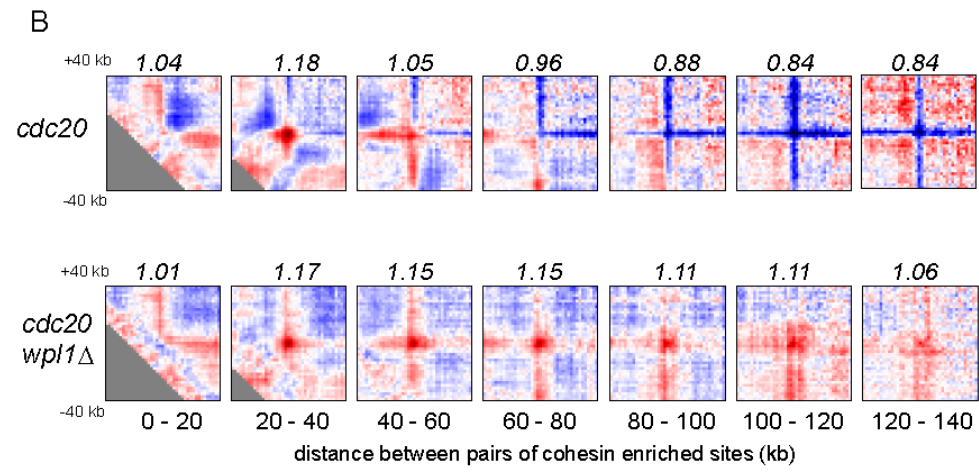 B
+40 kb
1.04 1.18 1.05 0.96 0.88 0.84 0.84
cdc20
-40 kb
+40 kb
1.01 1.17 1.15 1.15 1.11 1.11 1.06
cdc20
wpl1Δ
-40 kb
0 - 20 20 - 40 40 - 60 60 - 80 80 - 100 100 - 120 120 - 140
distance between pairs of cohesin enriched sites (kb)